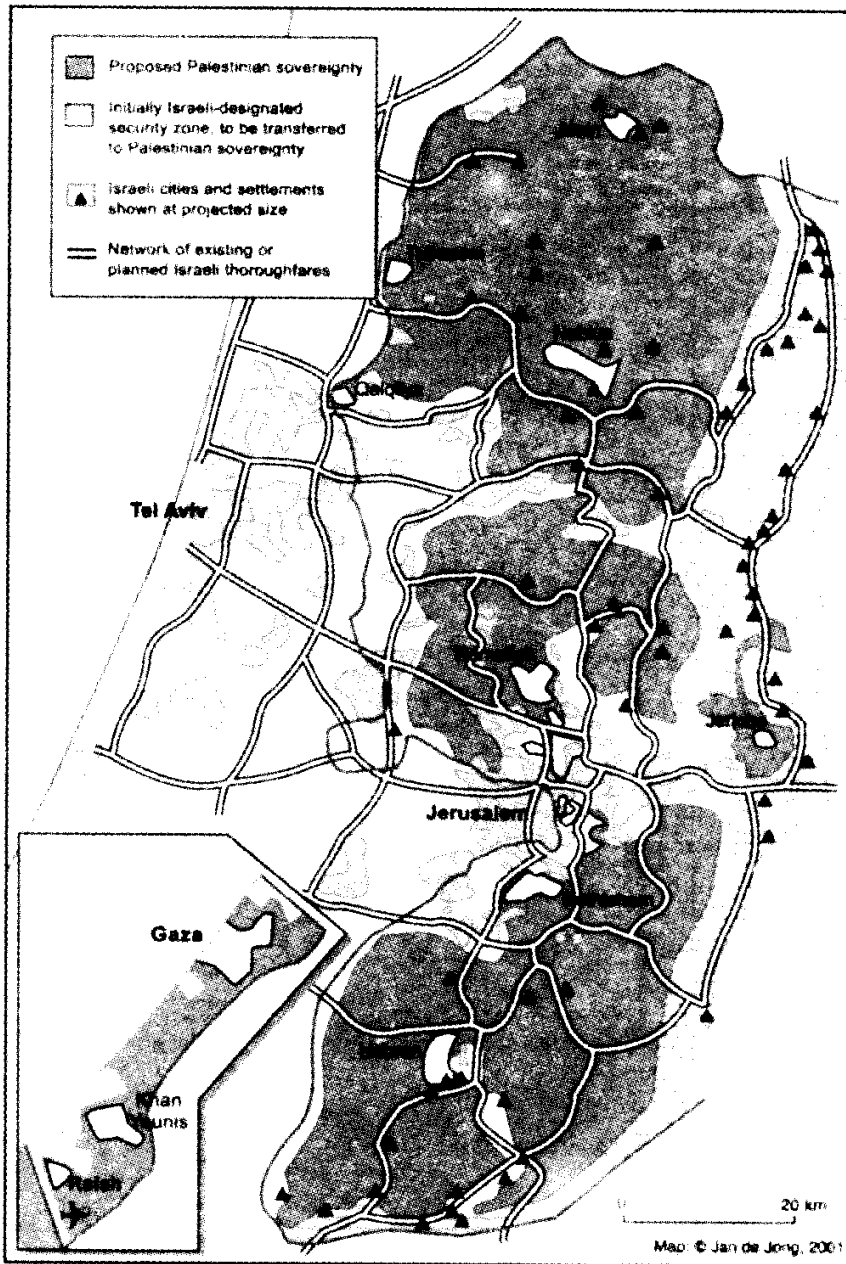 Proposed Palestinian sovereignty
Initially Israeli-designated
security zone, to be transferred
to Palestinian sovereignty
Israeli cities and settlements
shown at projected size
Network of existing or
planned Israeli thoroughfares
Qalqilya
Tel Aviv
Jericho
Jerusalem
Gaza
Khan
Younis
Rafah
20 km
Map: © Jan de Jong, 2001